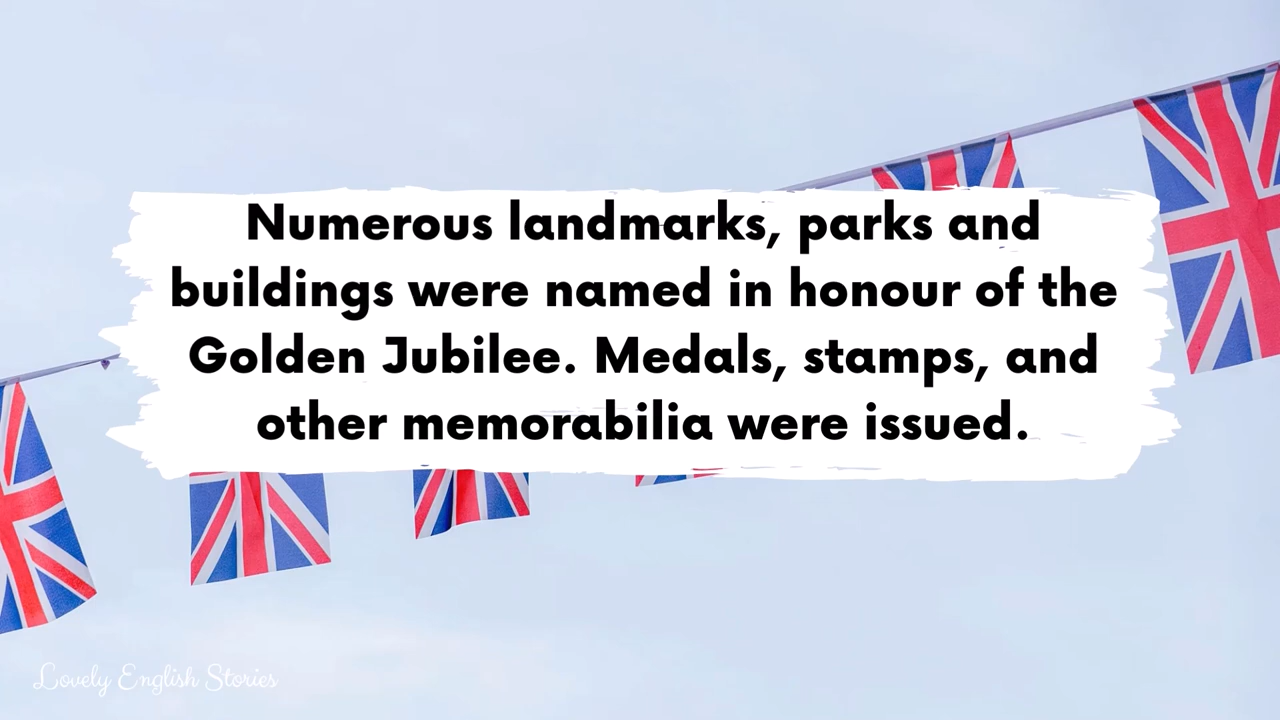 Numerous landmarks, parks and
buildings were named in honour of the
Golden Jubilee. Medals, stamps, and
other memorabilia were issued.
Lovely English Stories